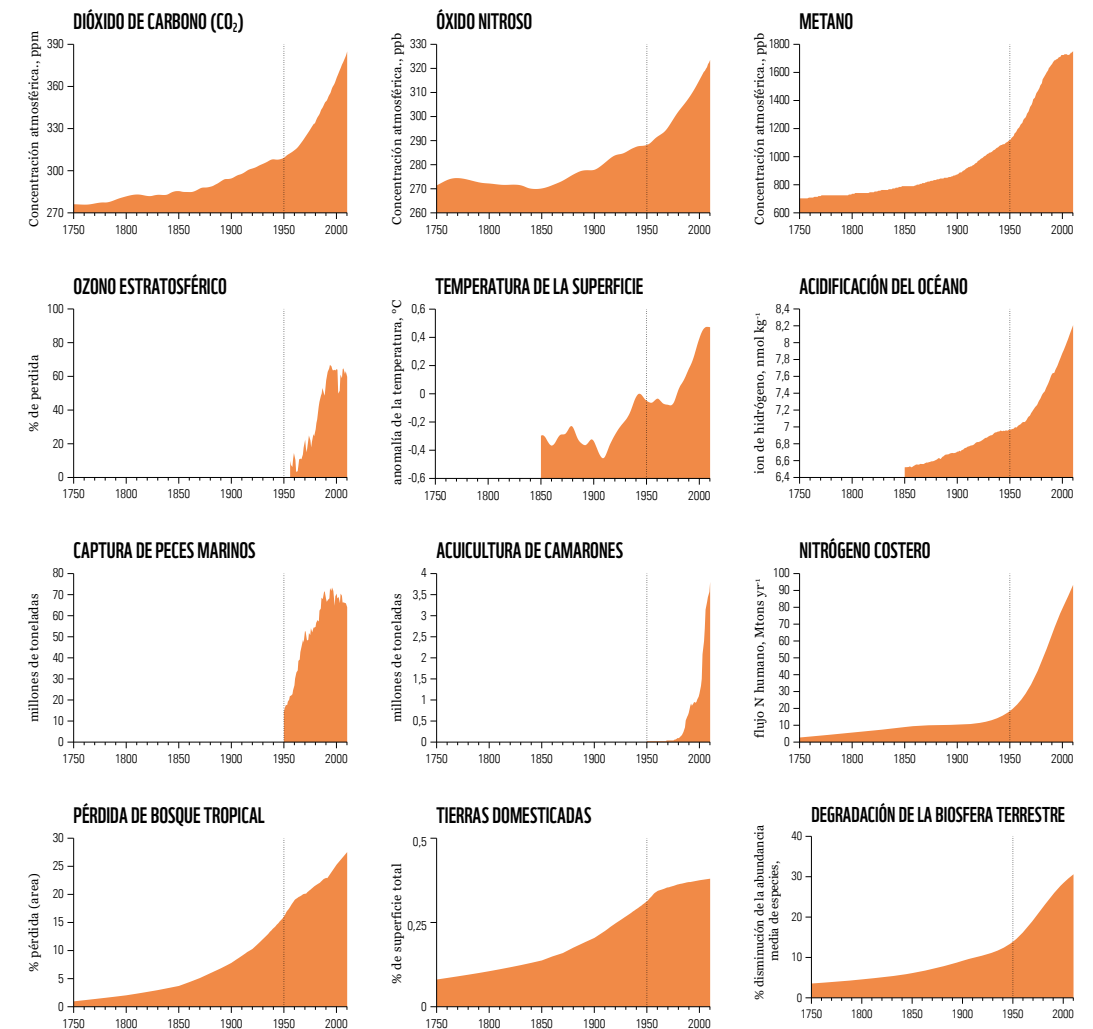 DIÓXIDO DE CARBONO (CO₂)
Concentración atmosférica., ppm
390
360
330
300
270
1750 1800 1850 1900 1950 2000
ÓXIDO NITROSO
Concentración atmosférica., ppb
330
320
310
300
290
280
270
260
1750 1800 1850 1900 1950 2000
METANO
Concentración atmosférica., ppb
1800
1600
1400
1200
1000
800
600
1750 1800 1850 1900 1950 2000
OZONO ESTRATOSFÉRICO
% de perdida
100
80
60
40
20
0
1750 1800 1850 1900 1950 2000
TEMPERATURA DE LA SUPERFICIE
anomalía de la temperatura, °C
0,6
0,4
0,2
0
-0,2
-0,4
-0,6
1750 1800 1850 1900 1950 2000
ACIDIFICACIÓN DEL OCÉANO
ion de hidrógeno, nmol kg⁻¹
8,4
8,2
8
7,8
7,6
7,4
7,2
7
6,8
6,6
6,4
1750 1800 1850 1900 1950 2000
CAPTURA DE PECES MARINOS
millones de toneladas
80
70
60
50
40
30
20
10
0
1750 1800 1850 1900 1950 2000
ACUICULTURA DE CAMARONES
millones de toneladas
4
3,5
3
2,5
2
1,5
1
0,5
0
1750 1800 1850 1900 1950 2000
NITRÓGENO COSTERO
flujo N humano, Mtons yr⁻¹
100
90
80
70
60
50
40
30
20
10
0
1750 1800 1850 1900 1950 2000
PÉRDIDA DE BOSQUE TROPICAL
% pérdida (area)
30
25
20
15
10
5
0
1750 1800 1850 1900 1950 2000
TIERRAS DOMESTICADAS
% de superficie total
0,5
0,25
0
1750 1800 1850 1900 1950 2000
DEGRADACIÓN DE LA BIOSFERA TERRESTRE
% disminución de la abundancia
media de especies,
40
30
20
10
0
1750 1800 1850 1900 1950 2000